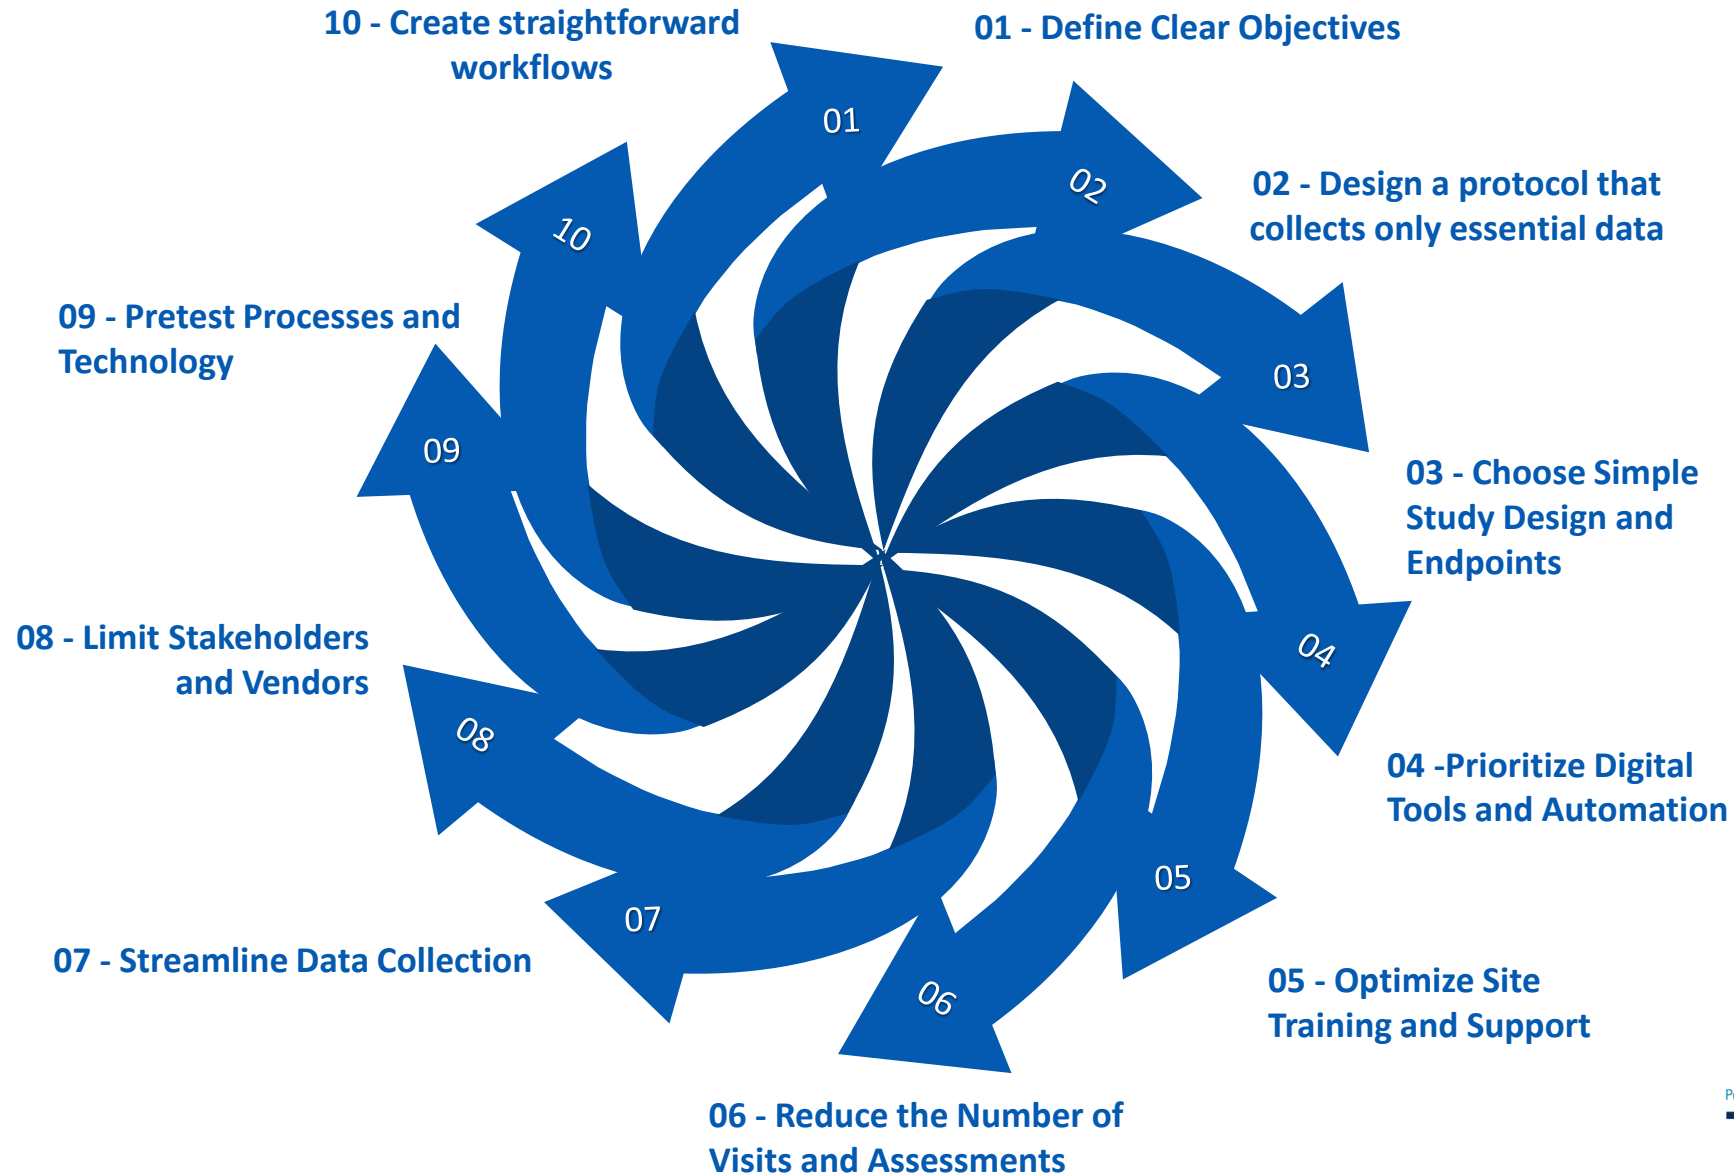 10 - Create straightforward
workflows
01 - Define Clear Objectives
01
02
02 - Design a protocol that
collects only essential data
10
03
03 - Choose Simple
Study Design and
Endpoints
09 - Pretest Processes and
Technology
09
04
04 -Prioritize Digital
Tools and Automation
08 - Limit Stakeholders
and Vendors
08
05
05 - Optimize Site
Training and Support
07
07 - Streamline Data Collection
06
06 - Reduce the Number of
Visits and Assessments